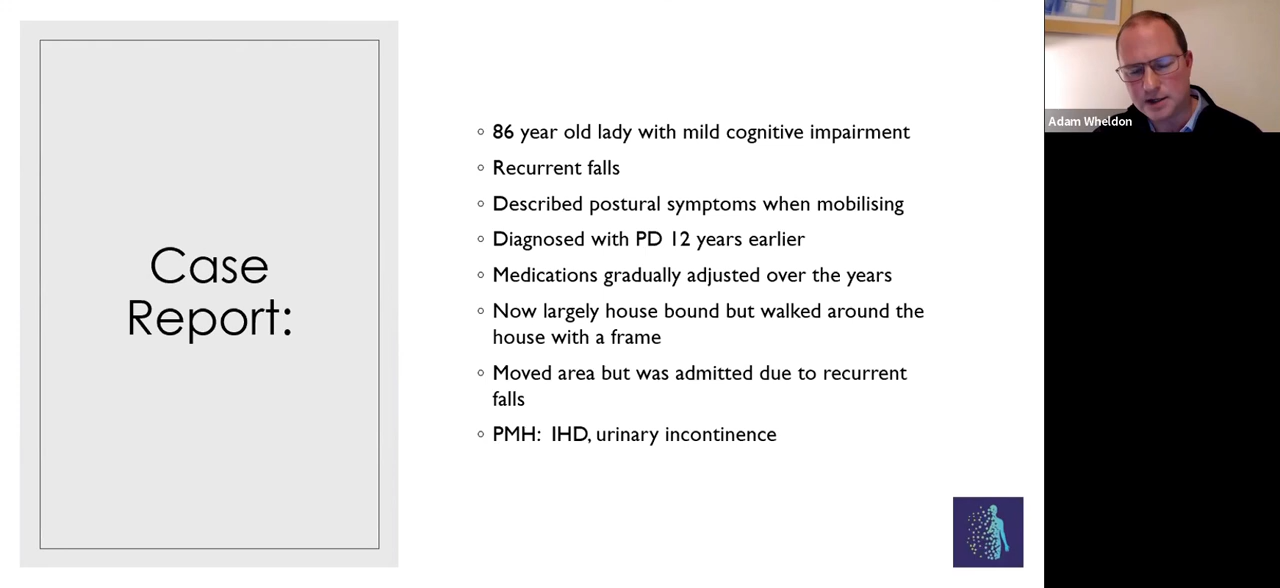 Case
Report:
◦ 86 year old lady with mild cognitive impairment
◦ Recurrent falls
◦ Described postural symptoms when mobilising
◦ Diagnosed with PD 12 years earlier
◦ Medications gradually adjusted over the years
◦ Now largely house bound but walked around the
house with a frame
◦ Moved area but was admitted due to recurrent
falls
◦ PMH: IHD, urinary incontinence
Adam Wheldon